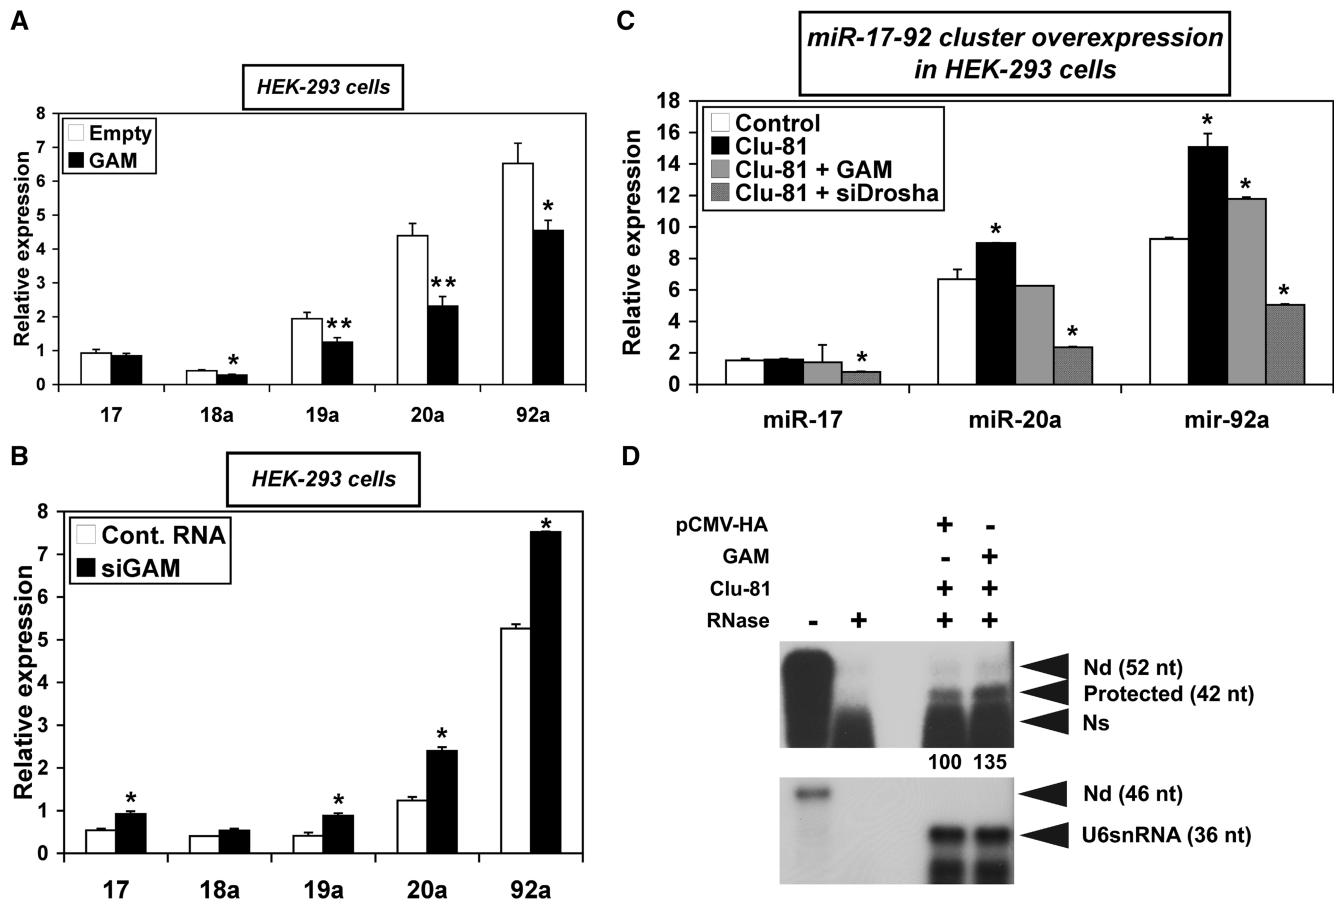 A
HEK-293 cells
Relative expression
8
7
6
5
4
3
2
1
0
Empty
GAM
*
**
**
*
17 18a 19a 20a 92a
B
HEK-293 cells
Relative expression
8
7
6
5
4
3
2
1
0
Cont. RNA
siGAM
*
*
*
*
17 18a 19a 20a 92a
C
miR-17-92 cluster overexpression
in HEK-293 cells
Relative expression
18
16
14
12
10
8
6
4
2
0
Control
Clu-81
Clu-81 + GAM
Clu-81 + siDrosha
*
*
*
*
*
*
miR-17 miR-20a mir-92a
D
pCMV-HA + -
GAM - +
Clu-81 + +
RNase - + + +
Nd (52 nt)
Protected (42 nt)
Ns
100 135
Nd (46 nt)
U6snRNA (36 nt)